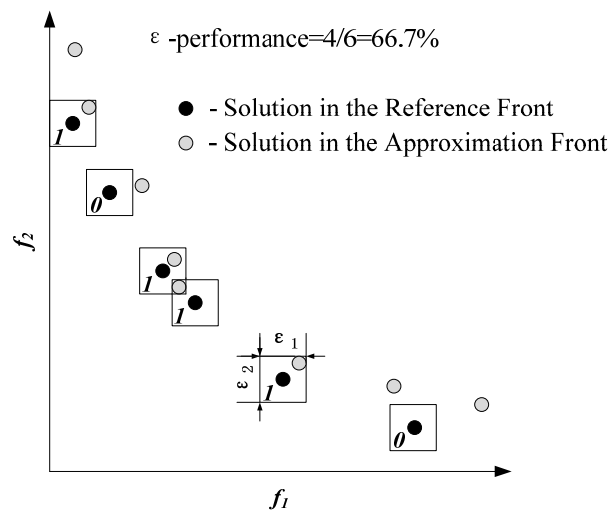 ε -performance=4/6=66.7%
- Solution in the Reference Front
- Solution in the Approximation Front
1
0
f2
1
1
ε 1
ε 2
1
0
f1